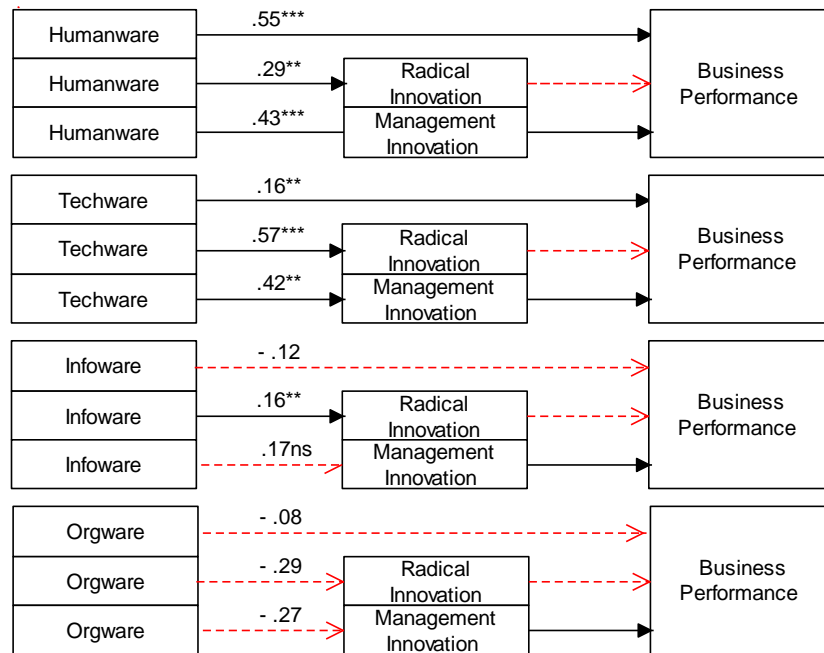 Humanware
.55***
Business
Performance
Humanware
.29**
Radical
Innovation
Humanware
.43***
Management
Innovation
Techware
.16**
Business
Performance
Techware
.57***
Radical
Innovation
Techware
.42**
Management
Innovation
Infoware
- .12
Business
Performance
Infoware
.16**
Radical
Innovation
Infoware
.17ns
Management
Innovation
Orgware
- .08
Business
Performance
Orgware
- .29
Radical
Innovation
Orgware
- .27
Management
Innovation